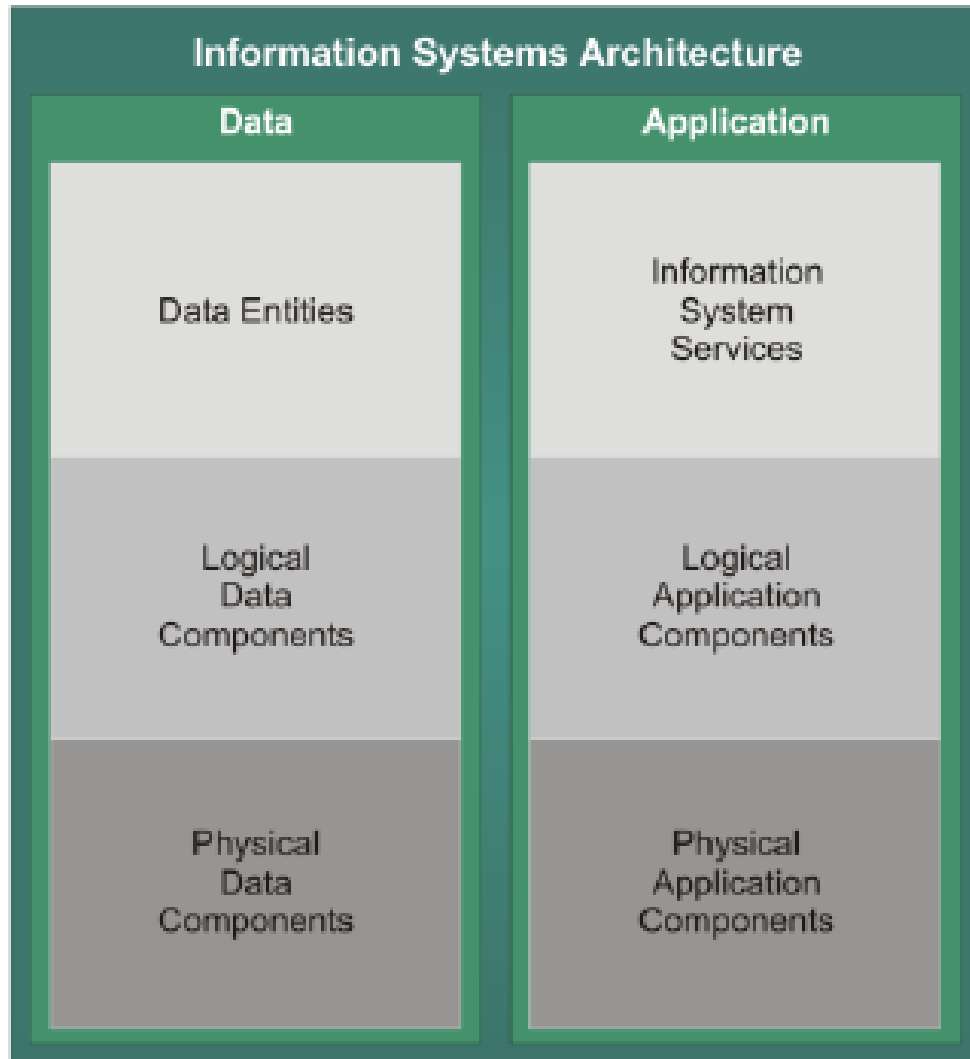 Information Systems Architecture
Data
Data Entities
Logical
Data
Components
Physical
Data
Components
Application
Information
System
Services
Logical
Application
Components
Physical
Application
Components